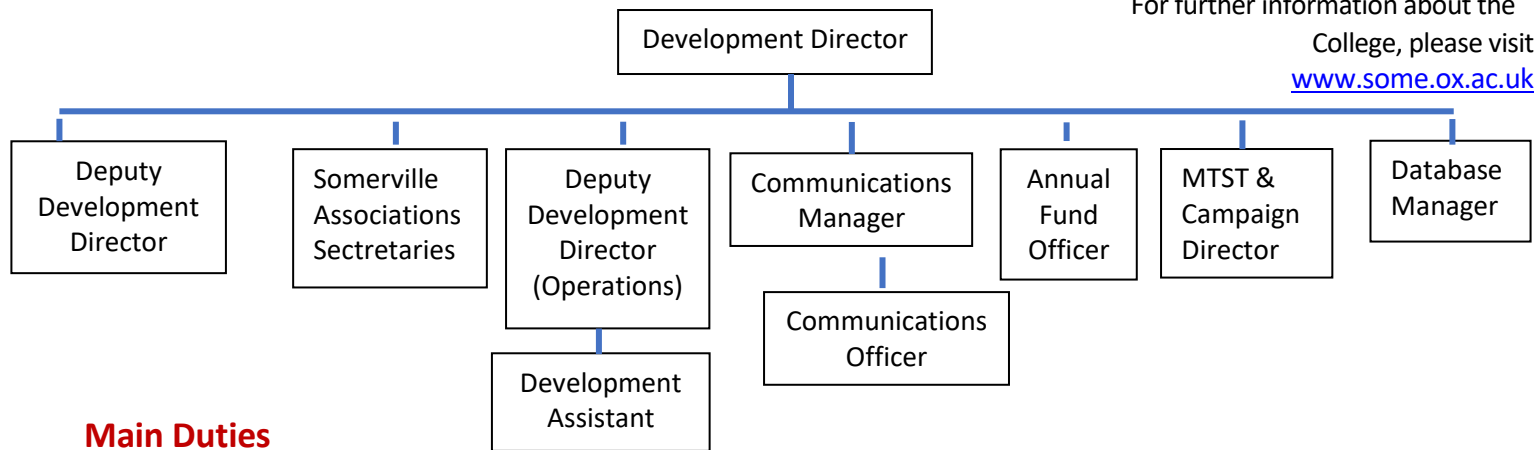 For further information about the
College, please visit
www.some.ox.ac.uk
Development Director
Deputy
Development
Director
Somerville
Associations
Sectretaries
Deputy
Development
Director
(Operations)
Communications
Manager
Annual
Fund
Officer
MTST &
Campaign
Director
Database
Manager
Development
Assistant
Communications
Officer
Main Duties